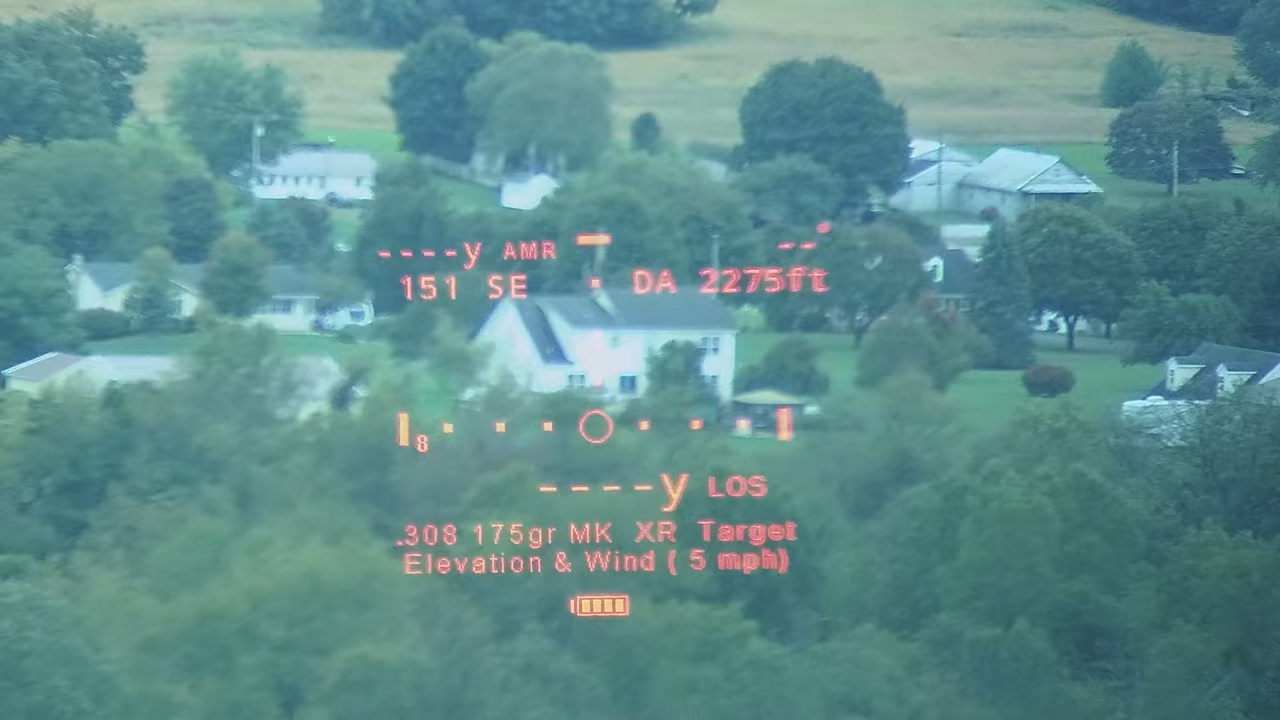 ----y AMR --
151 SE DA 2275ft
8
----y LOS
.308 175gr MK XR Target
Elevation & Wind ( 5 mph)